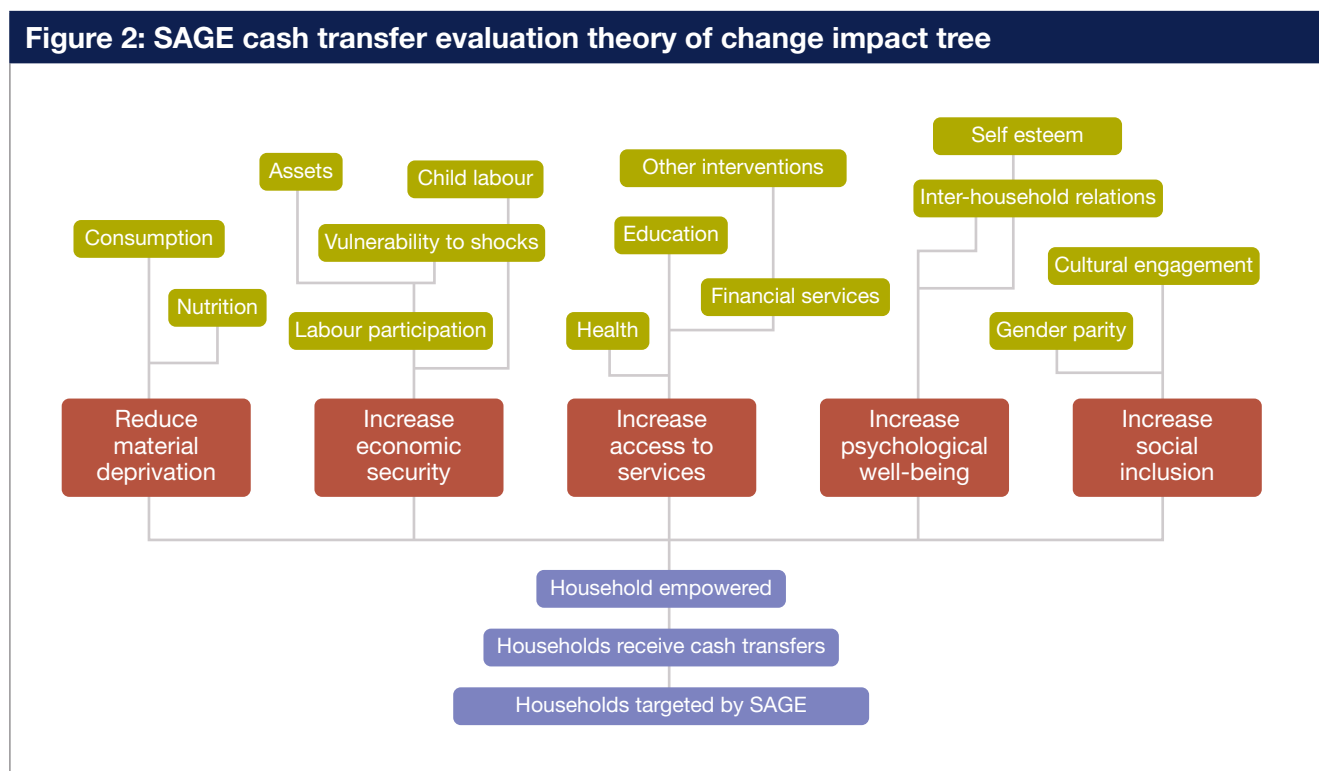 Figure 2: SAGE cash transfer evaluation theory of change impact tree
Self esteem
Assets
Child labour
Other interventions
Inter-household relations
Consumption
Vulnerability to shocks
Education
Cultural engagement
Nutrition
Financial services
Labour participation
Health
Gender parity
Reduce
material
deprivation
Increase
economic
security
Increase
access to
services
Increase
psychological
well-being
Increase
social
inclusion
Household empowered
Households receive cash transfers
Households targeted by SAGE